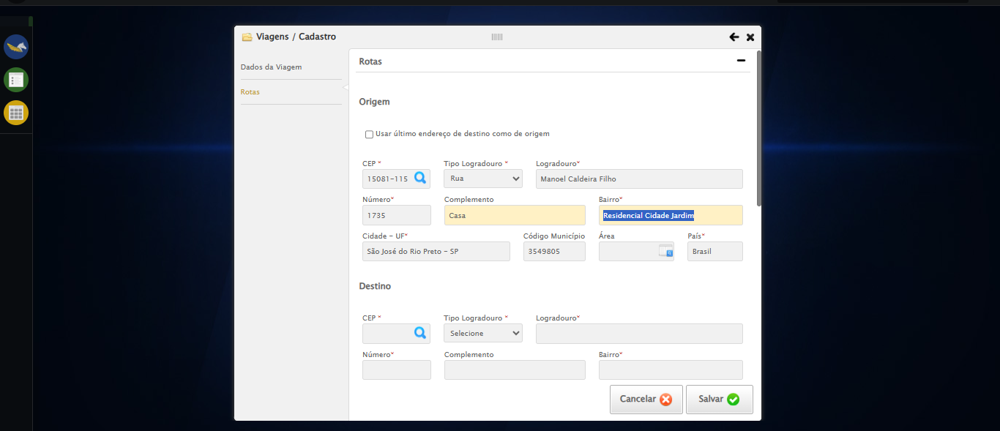 Viagens / Cadastro
Dados da Viagem
Rotas
Rotas
Origem
Usar último endereço de destino como de origem
CEP * Tipo Logradouro * Logradouro*
15081-115 Rua Manoel Caldeira Filho
Número* Complemento Bairro*
1735 Casa Residencial Cidade Jardim
Cidade - UF* Código Município Área País*
São José do Rio Preto - SP 3549805 Brasil
Destino
CEP * Tipo Logradouro * Logradouro*
Selecione
Número* Complemento Bairro*
Cancelar Salvar